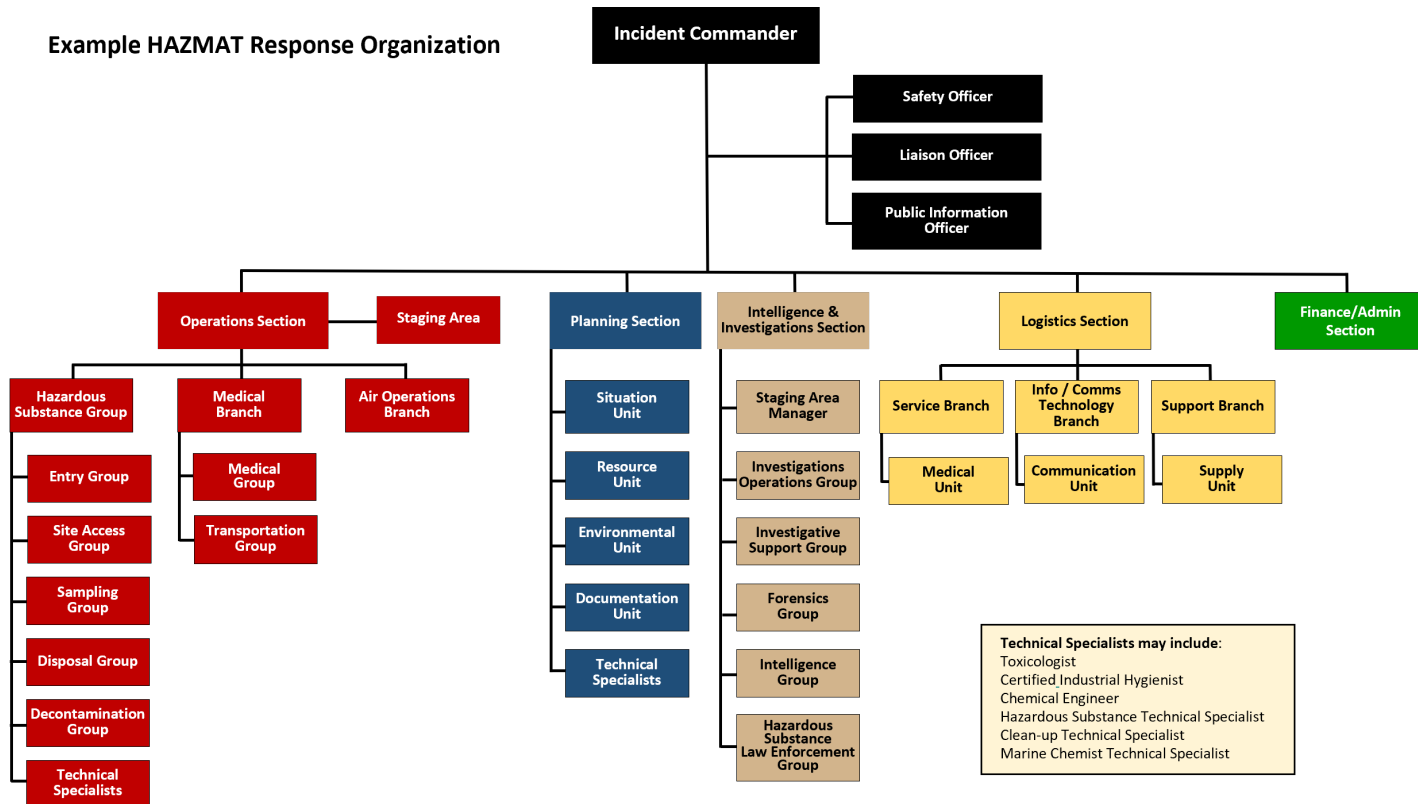 Example HAZMAT Response Organization
Incident Commander
Safety Officer
Liaison Officer
Public Information
Officer
Operations Section
Staging Area
Planning Section
Intelligence &
Investigations Section
Logistics Section
Finance/Admin
Section
Hazardous
Substance Group
Medical
Branch
Air Operations
Branch
Entry Group
Site Access
Group
Sampling
Group
Disposal Group
Decontamination
Group
Technical
Specialists
Medical
Group
Transportation
Group
Situation
Unit
Resource
Unit
Environmental
Unit
Documentation
Unit
Technical
Specialists
Staging Area
Manager
Investigations
Operations Group
Investigative
Support Group
Forensics
Group
Intelligence
Group
Hazardous
Substance
Law Enforcement
Group
Service Branch
Info / Comms
Technology
Branch
Support Branch
Medical
Unit
Communication
Unit
Supply
Unit
Technical Specialists may include:
Toxicologist
Certified Industrial Hygienist
Chemical Engineer
Hazardous Substance Technical Specialist
Clean-up Technical Specialist
Marine Chemist Technical Specialist